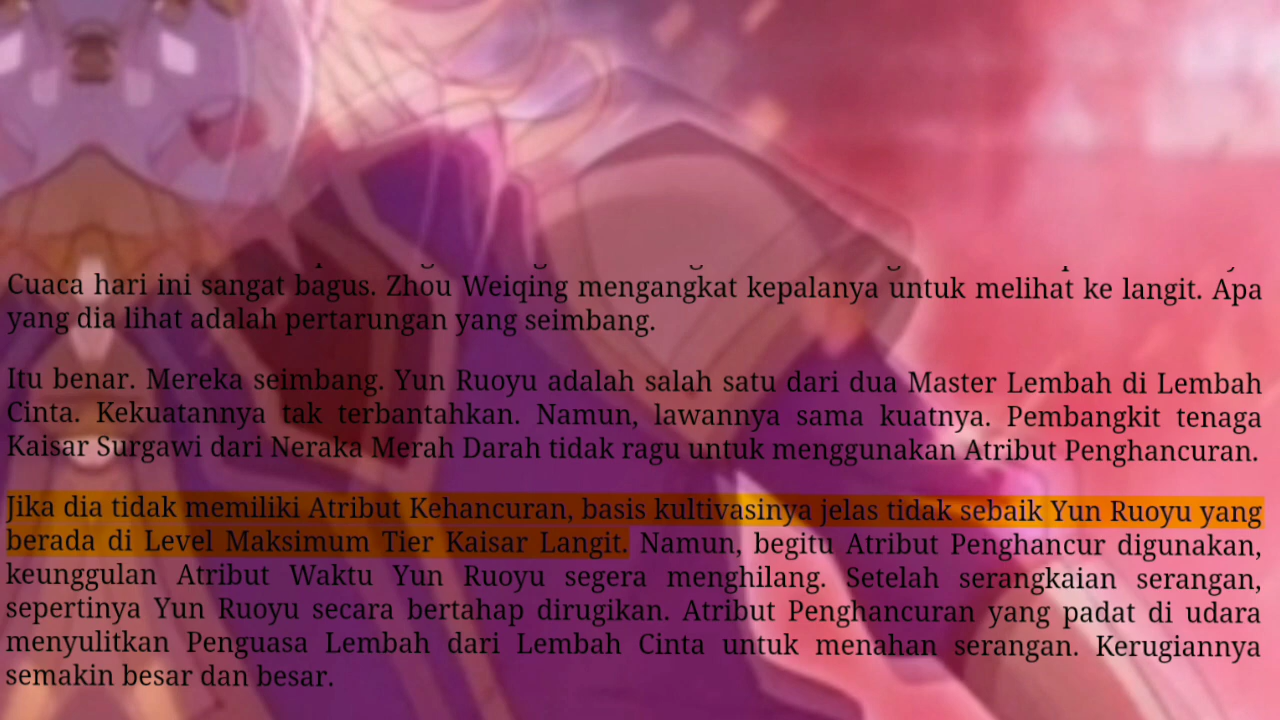 Cuaca hari ini sangat bagus. Zhou Weiqing mengangkat kepalanya untuk melihat ke langit. Apa
yang dia lihat adalah pertarungan yang seimbang.
Itu benar. Mereka seimbang. Yun Ruoyu adalah salah satu dari dua Master Lembah di Lembah
Cinta. Kekuatannya tak terbantahkan. Namun, lawannya sama kuatnya. Pembangkit tenaga
Kaisar Surgawi dari Neraka Merah Darah tidak ragu untuk menggunakan Atribut Penghancuran.
Jika dia tidak memiliki Atribut Kehancuran, basis kultivasinya jelas tidak sebaik Yun Ruoyu yang
berada di Level Maksimum Tier Kaisar Langit. Namun, begitu Atribut Penghancur digunakan,
keunggulan Atribut Waktu Yun Ruoyu segera menghilang. Setelah serangkaian serangan,
sepertinya Yun Ruoyu secara bertahap dirugikan. Atribut Penghancuran yang padat di udara
menyulitkan Penguasa Lembah dari Lembah Cinta untuk menahan serangan. Kerugiannya
semakin besar dan besar.